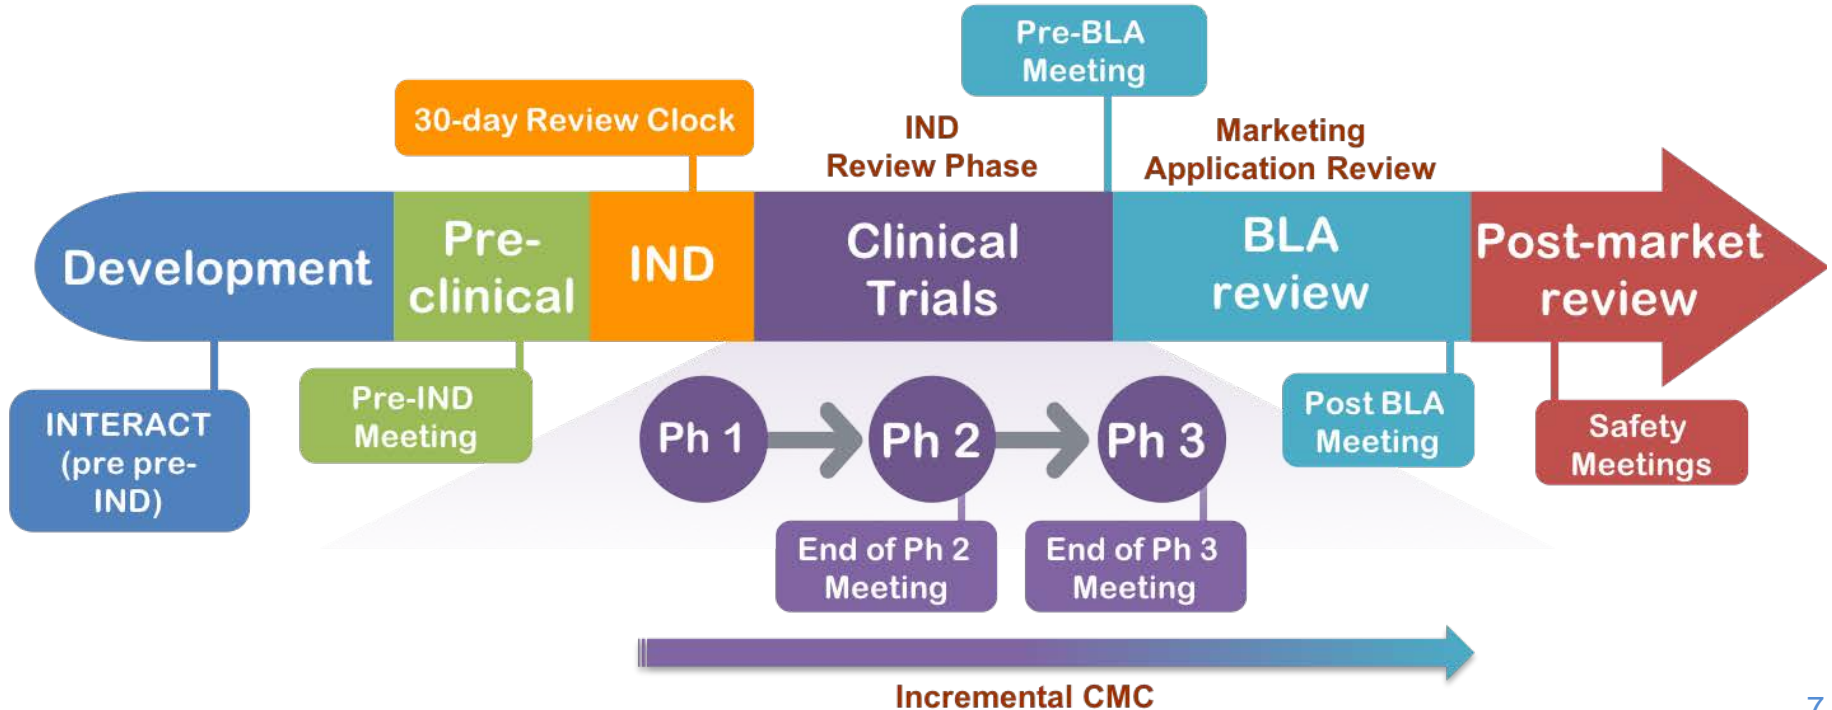 Pre-BLA
Meeting
30-day Review Clock
IND
Review Phase
Marketing
Application Review
Development
Pre-
clinical
IND
Clinical
Trials
BLA
review
Post-market
review
INTERACT
(pre pre-
IND)
Pre-IND
Meeting
Ph 1
Ph 2
Ph 3
Post BLA
Meeting
Safety
Meetings
End of Ph 2
Meeting
End of Ph 3
Meeting
Incremental CMC
7